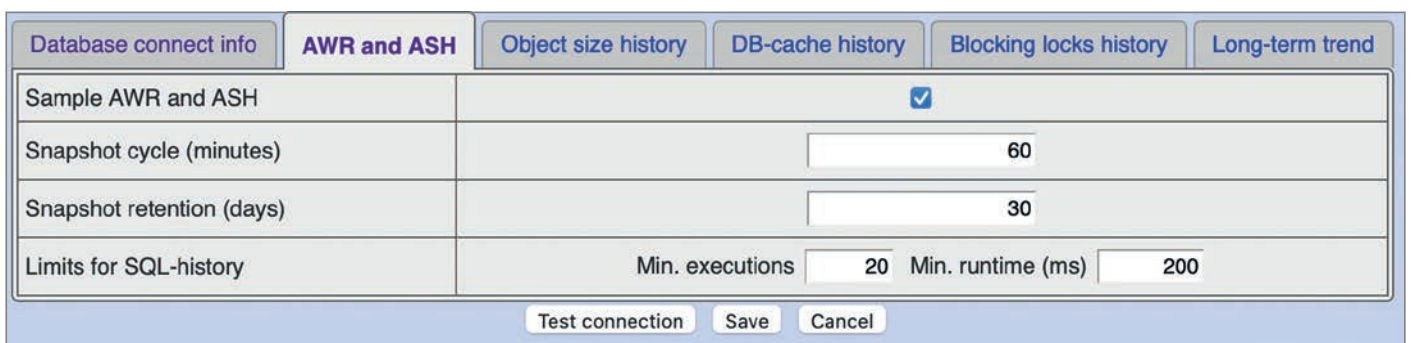 Database connect info AWR and ASH Object size history DB-cache history Blocking locks history Long-term trend
Sample AWR and ASH
Snapshot cycle (minutes) 60
Snapshot retention (days) 30
Limits for SQL-history Min. executions 20 Min. runtime (ms) 200
Test connection Save Cancel